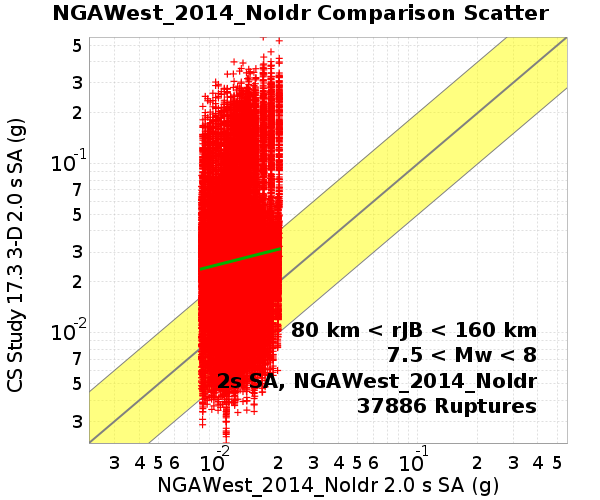 NGAWest_2014_NoIdr Comparison Scatter
CS Study 17.3 3-D 2.0 s SA (g)
5
3
2
10-1
7
5
3
2
10-2
7
5
3
80 km < rJB < 160 km
7.5 < Mw < 8
2s SA, NGAWest_2014_NoIdr
37886 Ruptures
3 4 5 6 10-2 2 3 4 5 6 10-1 2 3 4 5
NGAWest_2014_NoIdr 2.0 s SA (g)